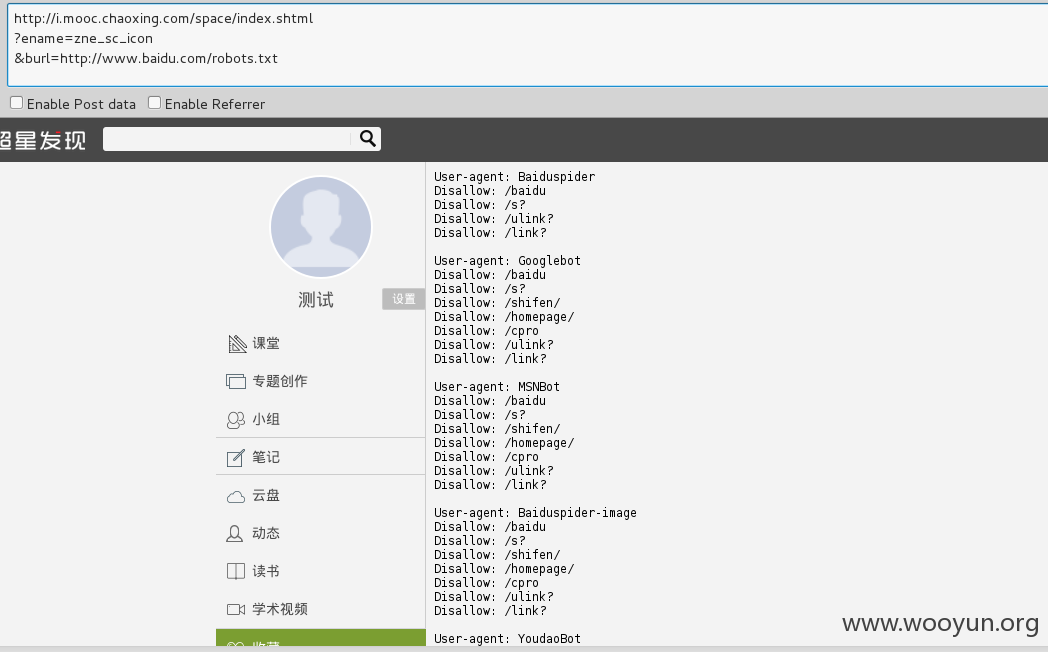 http://i.mooc.chaoxing.com/space/index.shtml
?ename=zne_sc_icon
&burl=http://www.baidu.com/robots.txt
Enable Post data Enable Referrer
超星发现
测试
设置
课堂
专题创作
小组
笔记
云盘
动态
读书
学术视频
收藏
User-agent: Baiduspider
Disallow: /baidu
Disallow: /s?
Disallow: /ulink?
Disallow: /link?
User-agent: Googlebot
Disallow: /baidu
Disallow: /s?
Disallow: /shifen/
Disallow: /homepage/
Disallow: /cpro
Disallow: /ulink?
Disallow: /link?
User-agent: MSNBot
Disallow: /baidu
Disallow: /s?
Disallow: /shifen/
Disallow: /homepage/
Disallow: /cpro
Disallow: /ulink?
Disallow: /link?
User-agent: Baiduspider-image
Disallow: /baidu
Disallow: /s?
Disallow: /shifen/
Disallow: /homepage/
Disallow: /cpro
Disallow: /ulink?
Disallow: /link?
User-agent: YoudaoBot
www.wooyun.org